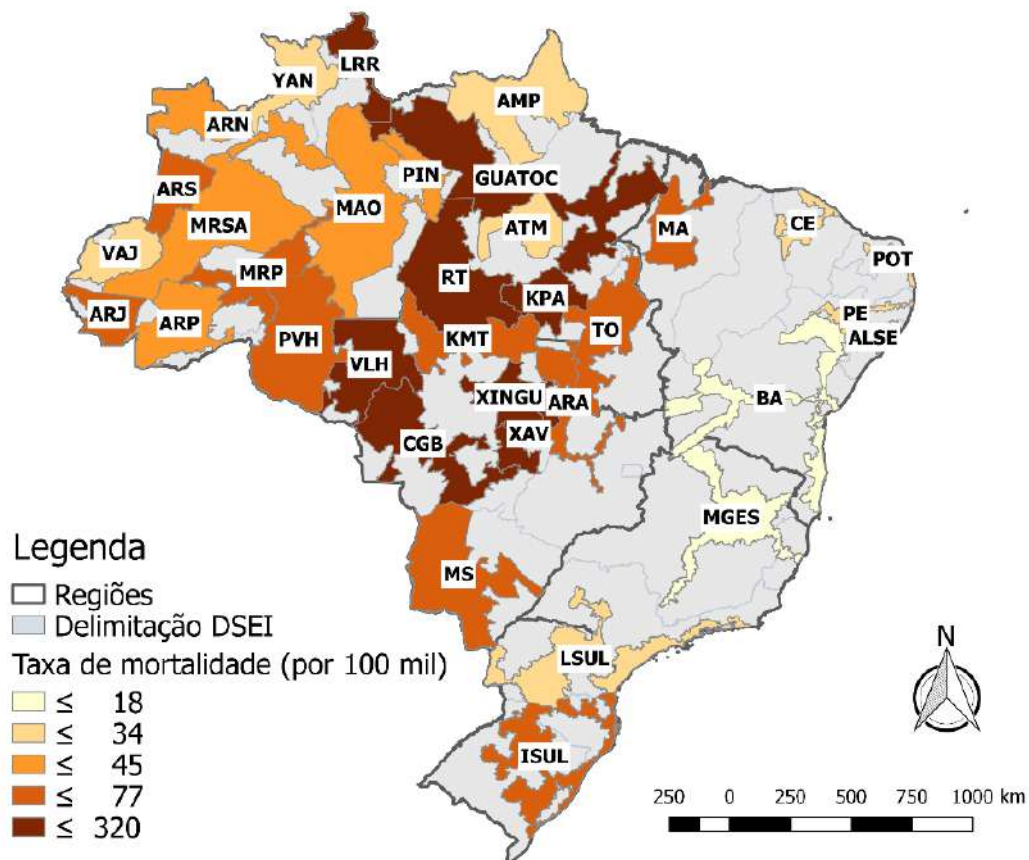 LRR
YAN
AMP
ARN
PIN
GUATOC
ARS
MAO
MRSA
ATM
MA
CE
VAJ
POT
MRP
RT
KPA
ARJ
ARP
PVH
KMT
TO
PE
ALSE
VLH
XINGU
ARA
BA
CGB
XAV
MGES
MS
LSUL
ISUL
Legenda
Regiões
Delimitação DSEI
Taxa de mortalidade (por 100 mil)
≤ 18
≤ 34
≤ 45
≤ 77
≤ 320
N
250 0 250 500 750 1000 km